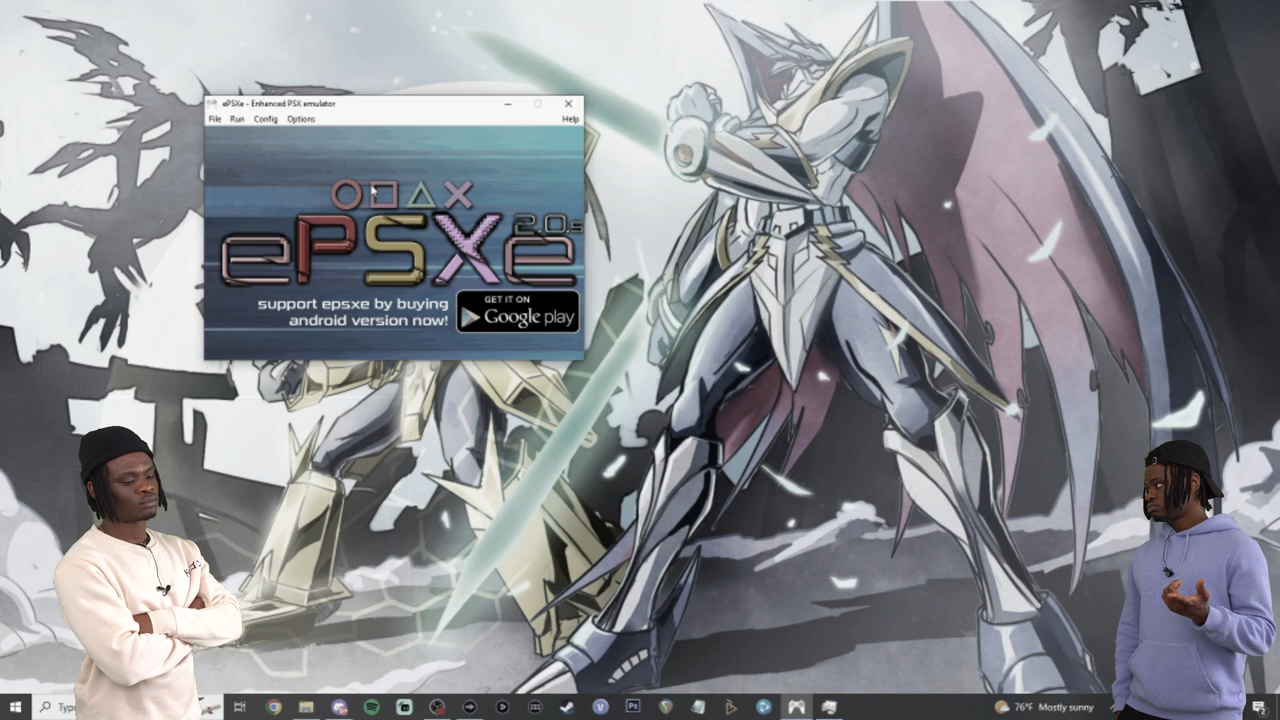 ePSXe - Enhanced PSX emulator
File Run Config Options Help
2.0.5
ePSXe
support epsxe by buying
android version now!
GET IT ON
Google play
Ps
76°F Mostly sunny